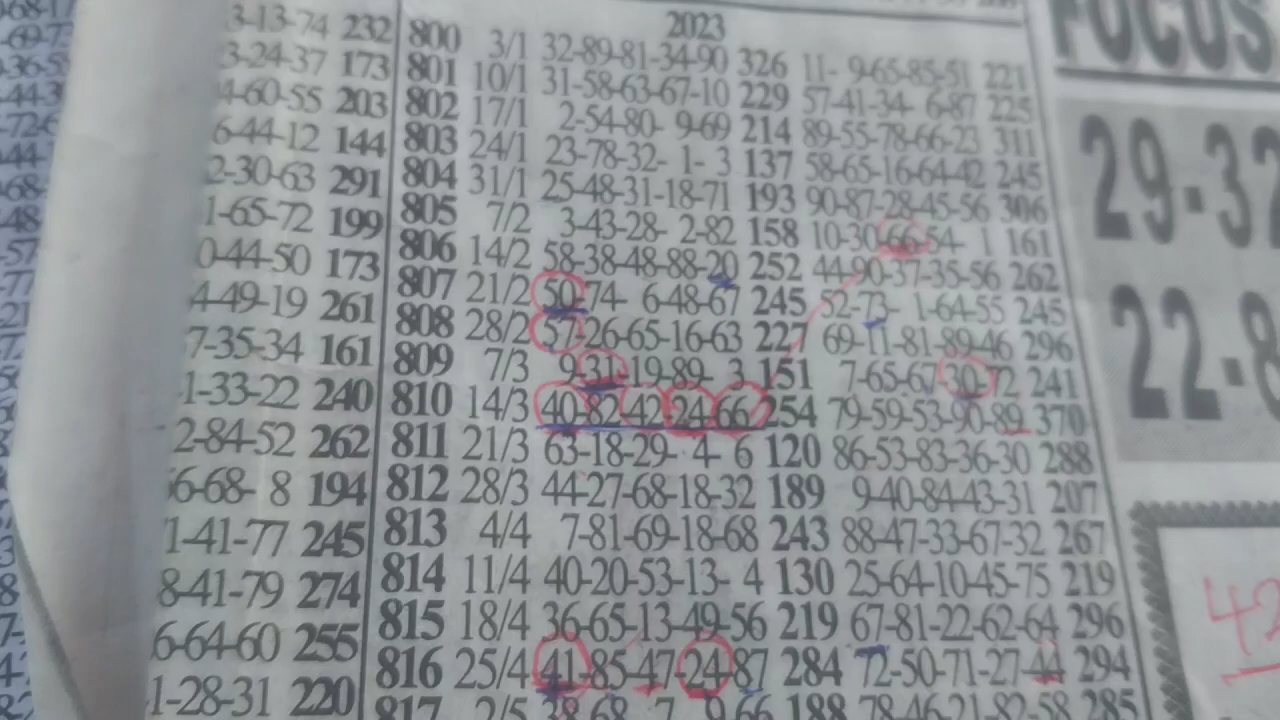 2023
3-13-74 232 800 3/1 32-89-81-34-90 326 11- 9-65-85-51 221
3-24-37 173 801 10/1 31-58-63-67-10 229 57-41-34- 6-87 225
4-60-55 203 802 17/1 2-54-80- 9-69 214 89-55-78-66-23 311
6-44-12 144 803 24/1 23-78-32- 1- 3 137 58-65-16-64-42 245
2-30-63 291 804 31/1 25-48-31-18-71 193 90-87-28-45-56 306
1-65-72 199 805 7/2 3-43-28- 2-82 158 10-30-66-54- 1 161
0-44-50 173 806 14/2 58-38-48-88-20 252 44-90-37-35-56 262
4-49-19 261 807 21/2 50-74- 6-48-67 245 52-73- 1-64-55 245
7-35-34 161 808 28/2 57-26-65-16-63 227 69-11-81-89-46 296
1-33-22 240 809 7/3 9-31-19-89- 3 151 7-65-67-30-72 241
2-84-52 262 810 14/3 40-82-42-24-66 254 79-59-53-90-89 370
6-68- 8 194 811 21/3 63-18-29- 4- 6 120 86-53-83-36-30 288
1-41-77 245 812 28/3 44-27-68-18-32 189 9-40-84-43-31 207
8-41-79 274 813 4/4 7-81-69-18-68 243 88-47-33-67-32 267
6-64-60 255 814 11/4 40-20-53-13- 4 130 25-64-10-45-75 219
1-28-31 220 815 18/4 36-65-13-49-56 219 67-81-22-62-64 296
816 25/4 41-85-47-24-87 284 72-50-71-27-44 294
817 2/5 38-68- 7- 9-66 188 78-46-21-82-58 285
FOCUS
29-32
22-8